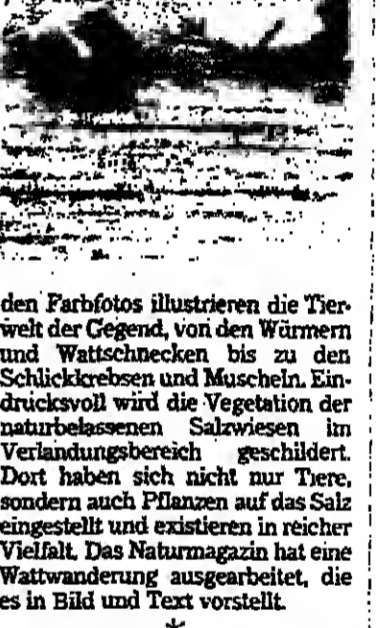 den Farbfotos illustrieren die Tier-
welt der Gegend, von den Würmern
und Wattschnecken bis zu den
Schlickkrebsen und Muscheln. Ein-
drucksvoll wird die Vegetation der
naturbelassenen Salzwiesen im
Verlandungsbereich geschildert.
Dort haben sich nicht nur Tiere,
sondern auch Pflanzen auf das Salz
eingestellt und existieren in reicher
Vielfalt. Das Naturmagazin hat eine
Wattwanderung ausgearbeitet, die
es in Bild und Text vorstellt.
*